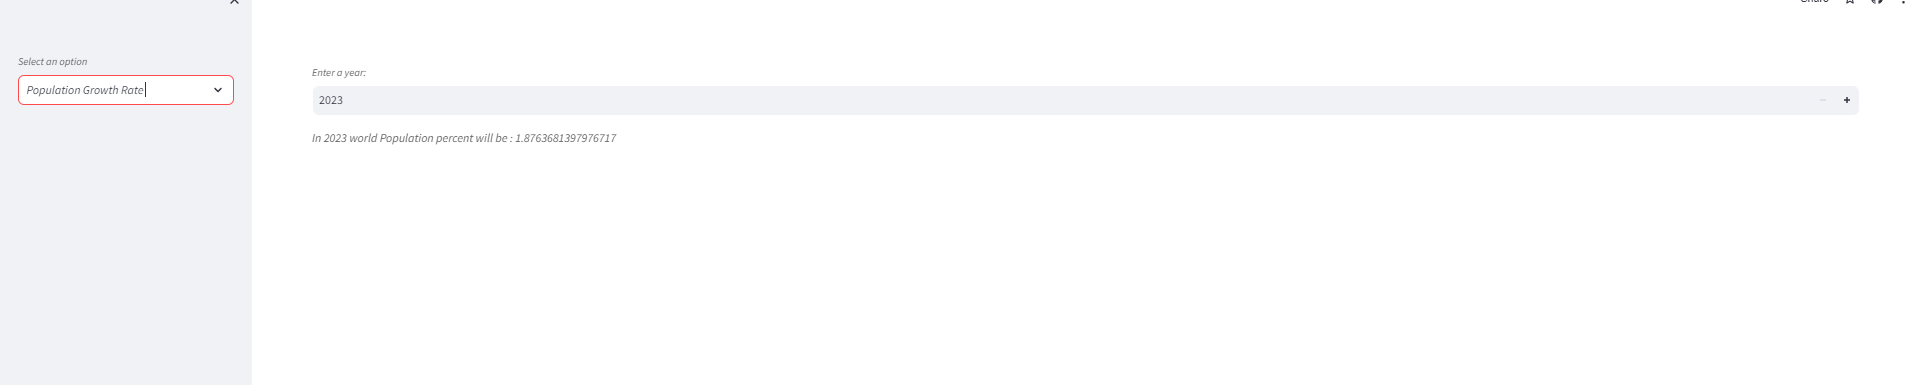 Select an option
Population Growth Rate
Enter a year:
2023
In 2023 world Population percent will be : 1.8763681397976717